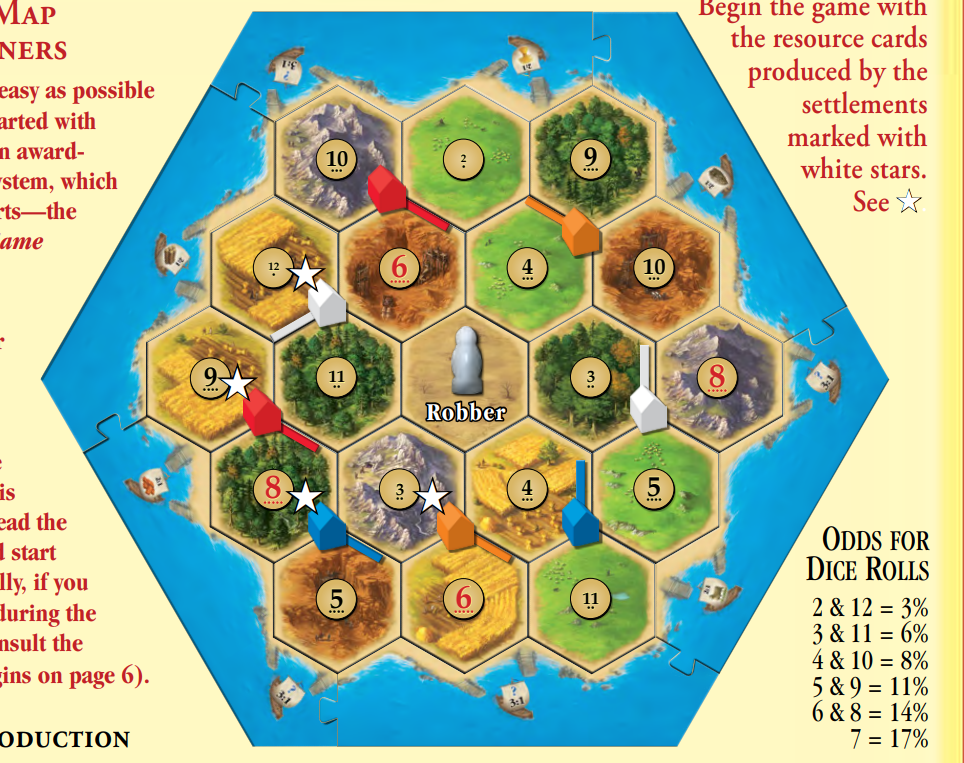 MAP
NERS
easy as possible
arted with
n award-
ystem, which
rts—the
ame
r
e
is
ead the
d start
lly, if you
during the
nsult the
gins on page 6).
ODUCTION
Begin the game with
the resource cards
produced by the
settlements
marked with
white stars.
See
3:1
?
2:1
10
2
9
12
6
4
10
9
11
Robber
3
8
3:1
8
3
4
5
5
6
11
2:1
3:1
?
?
3:1
ODDS FOR
DICE ROLLS
2 & 12 = 3%
3 & 11 = 6%
4 & 10 = 8%
5 & 9 = 11%
6 & 8 = 14%
7 = 17%